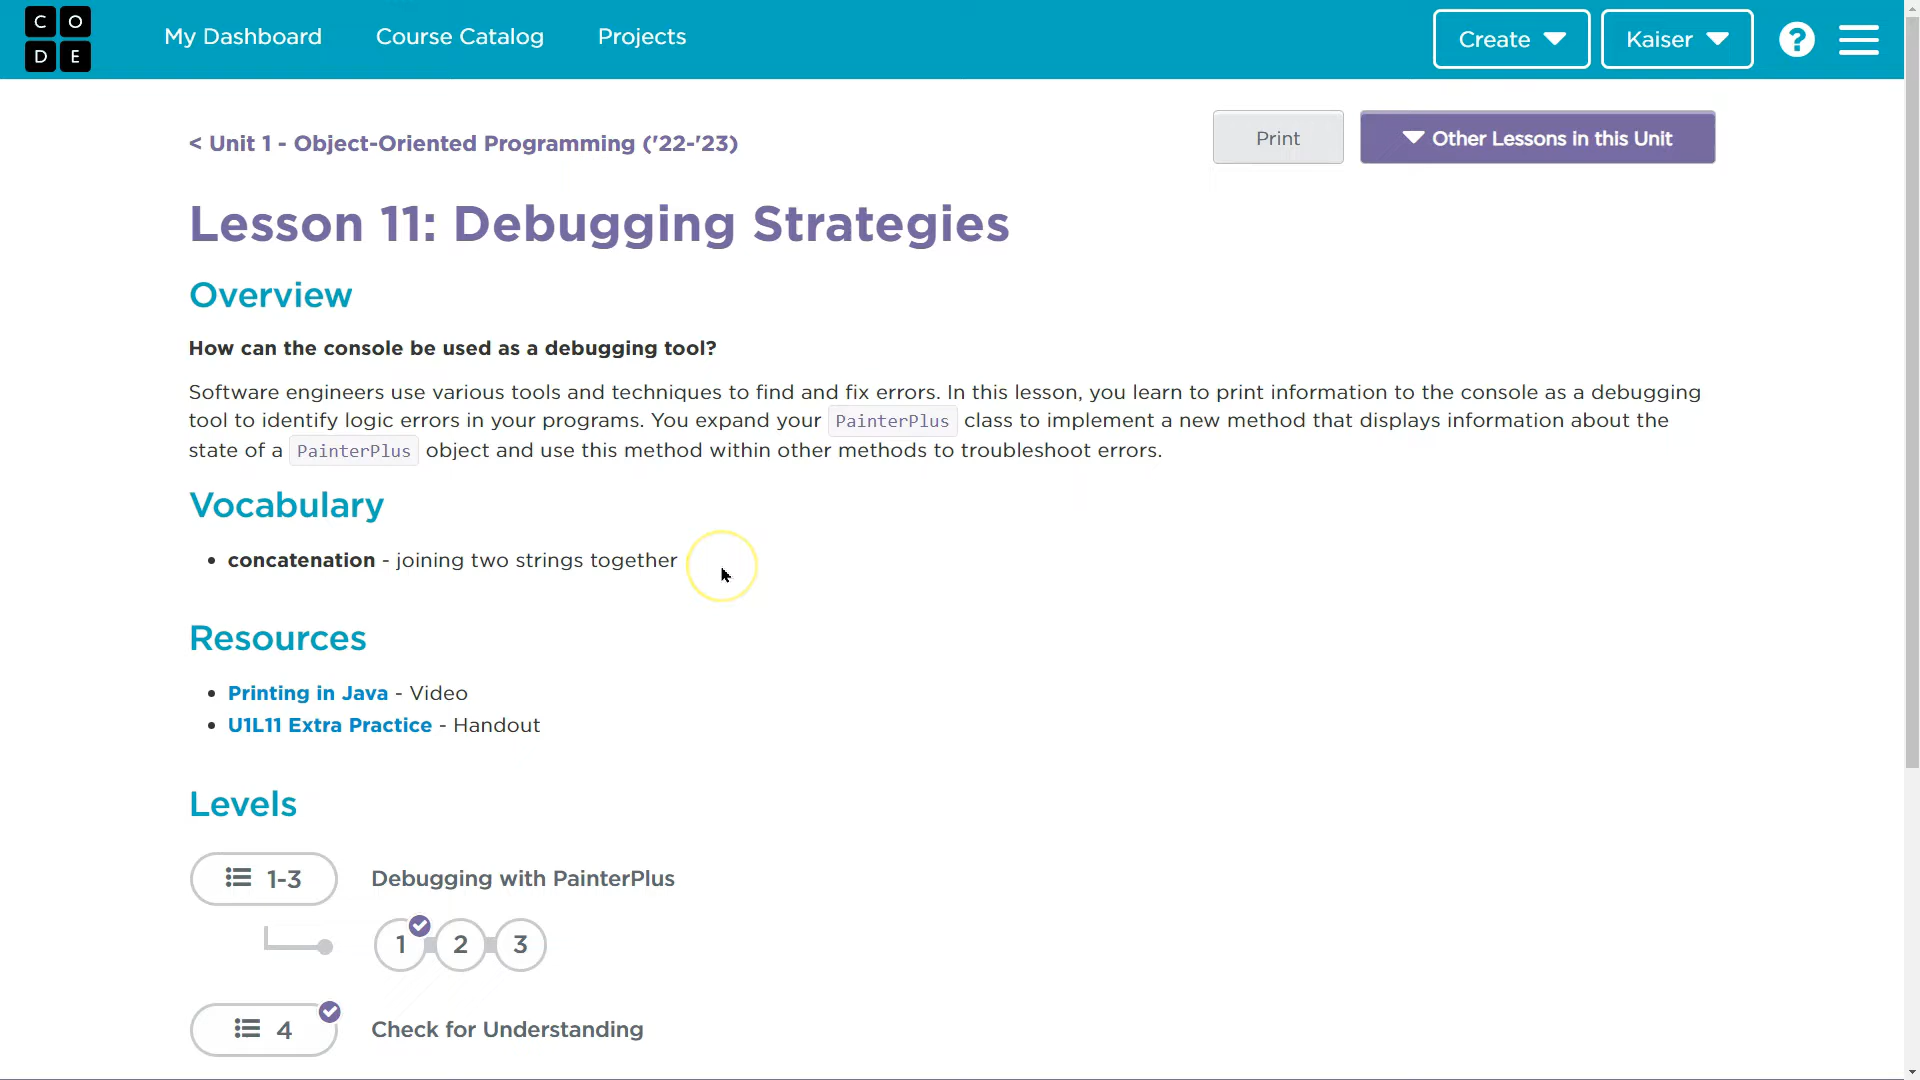 C O
D E
My Dashboard
Course Catalog
Projects
Create
Kaiser
?
< Unit 1 - Object-Oriented Programming ('22-'23)
Print
Other Lessons in this Unit
Lesson 11: Debugging Strategies
Overview
How can the console be used as a debugging tool?
Software engineers use various tools and techniques to find and fix errors. In this lesson, you learn to print information to the console as a debugging
tool to identify logic errors in your programs. You expand your PainterPlus class to implement a new method that displays information about the
state of a PainterPlus object and use this method within other methods to troubleshoot errors.
Vocabulary
• concatenation - joining two strings together
Resources
• Printing in Java - Video
• U1L11 Extra Practice - Handout
Levels
1-3 Debugging with PainterPlus
1 2 3
4 Check for Understanding